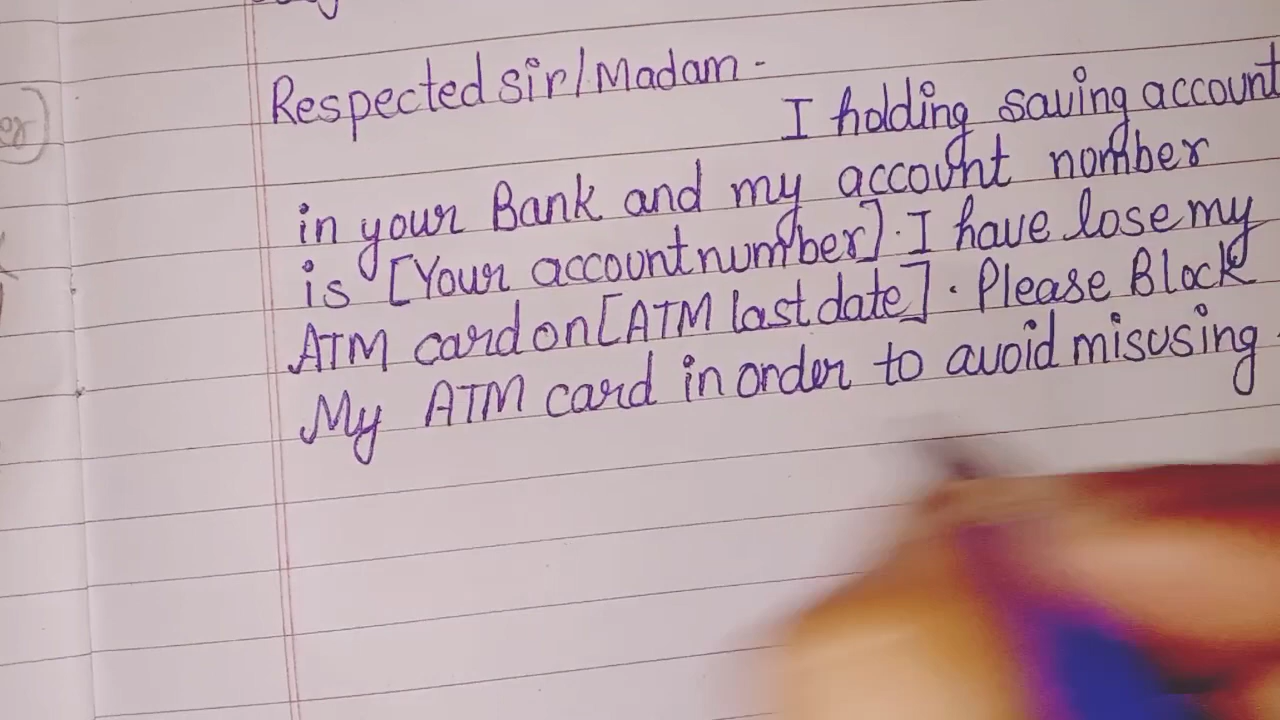 Respected sir/Madam -
I holding saving account
in your Bank and my account nomber
is [Your account number]. I have lose my
ATM card on [ATM last date]. Please Block
My ATM card in order to avoid misusing